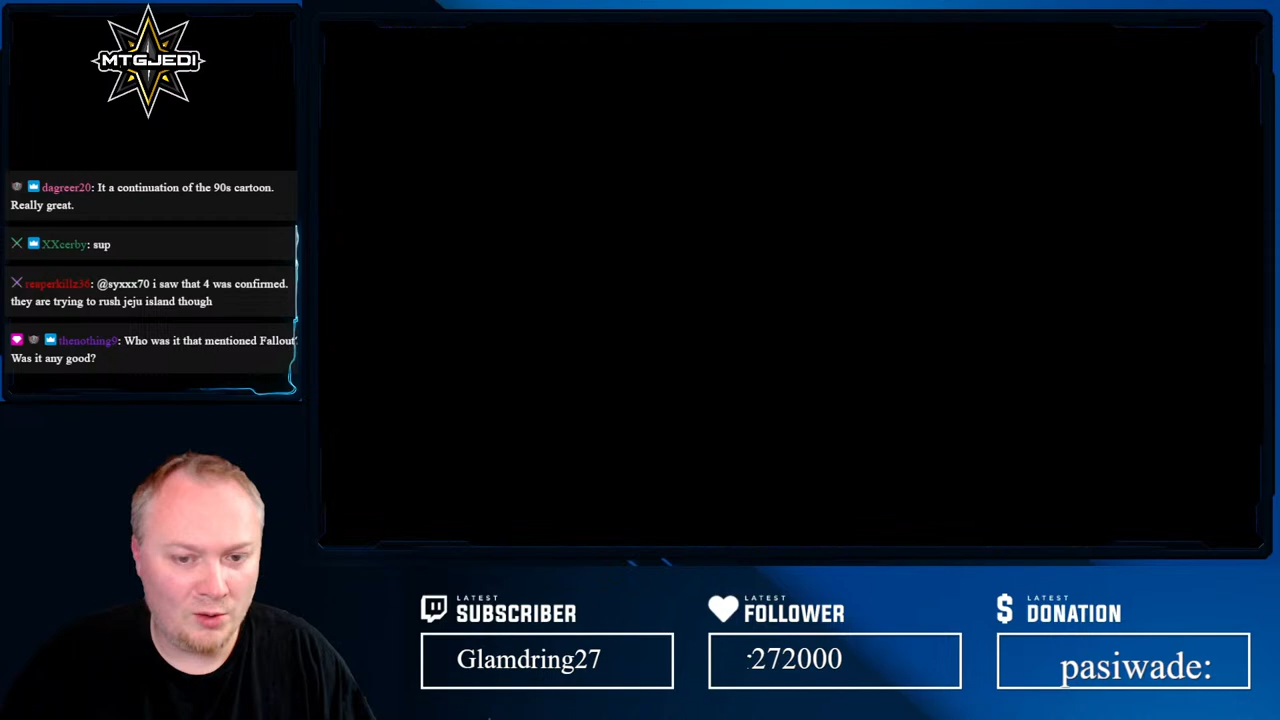 MTGJEDI
dagreer20: It a continuation of the 90s cartoon.
Really great.
XXcerby: sup
reaperkillz36: @syxxx70 i saw that 4 was confirmed.
they are trying to rush jeju island though
thenothing9: Who was it that mentioned Fallout?
Was it any good?
LATEST
SUBSCRIBER
Glamdring27
LATEST
FOLLOWER
272000
LATEST
DONATION
pasiwade: